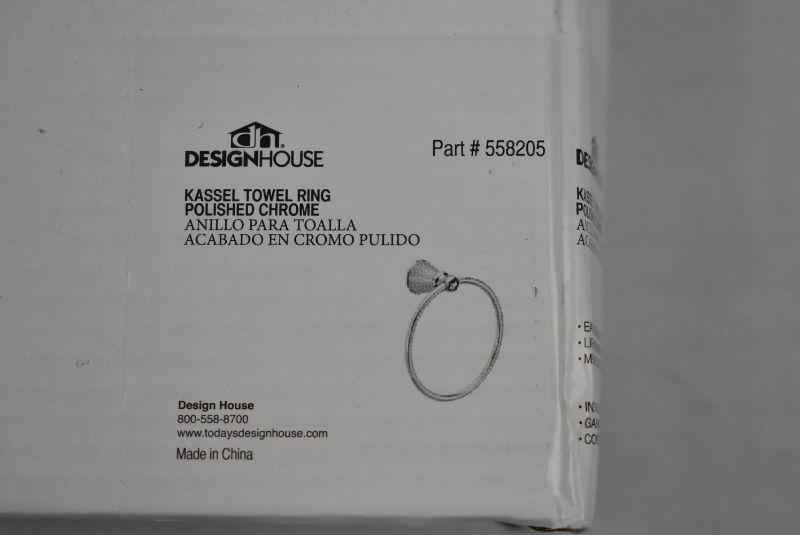 dh
DESIGNHOUSE
Part # 558205
KASSEL TOWEL RING
POLISHED CHROME
ANILLO PARA TOALLA
ACABADO EN CROMO PULIDO
Design House
800-558-8700
www.todaysdesignhouse.com
Made in China